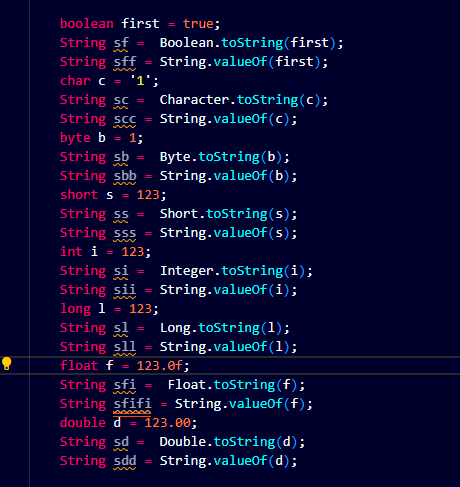 boolean first = true;
String sf =  Boolean.toString(first);
String sff = String.valueOf(first);
char c = '1';
String sc =  Character.toString(c);
String scc = String.valueOf(c);
byte b = 1;
String sb =  Byte.toString(b);
String sbb = String.valueOf(b);
short s = 123;
String ss =  Short.toString(s);
String sss = String.valueOf(s);
int i = 123;
String si =  Integer.toString(i);
String sii = String.valueOf(i);
long l = 123;
String sl =  Long.toString(l);
String sll = String.valueOf(l);
float f = 123.0f;
String sfi =  Float.toString(f);
String sfifi = String.valueOf(f);
double d = 123.00;
String sd =  Double.toString(d);
String sdd = String.valueOf(d);